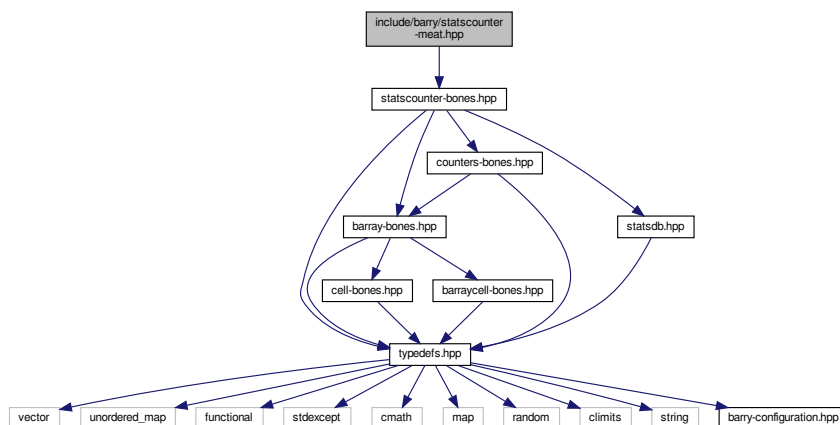 include/barry/statscounter
-meat.hpp
statscounter-bones.hpp
counters-bones.hpp
barray-bones.hpp
statsdb.hpp
cell-bones.hpp
barraycell-bones.hpp
typedefs.hpp
vector
unordered_map
functional
stdexcept
cmath
map
random
climits
string
barry-configuration.hpp